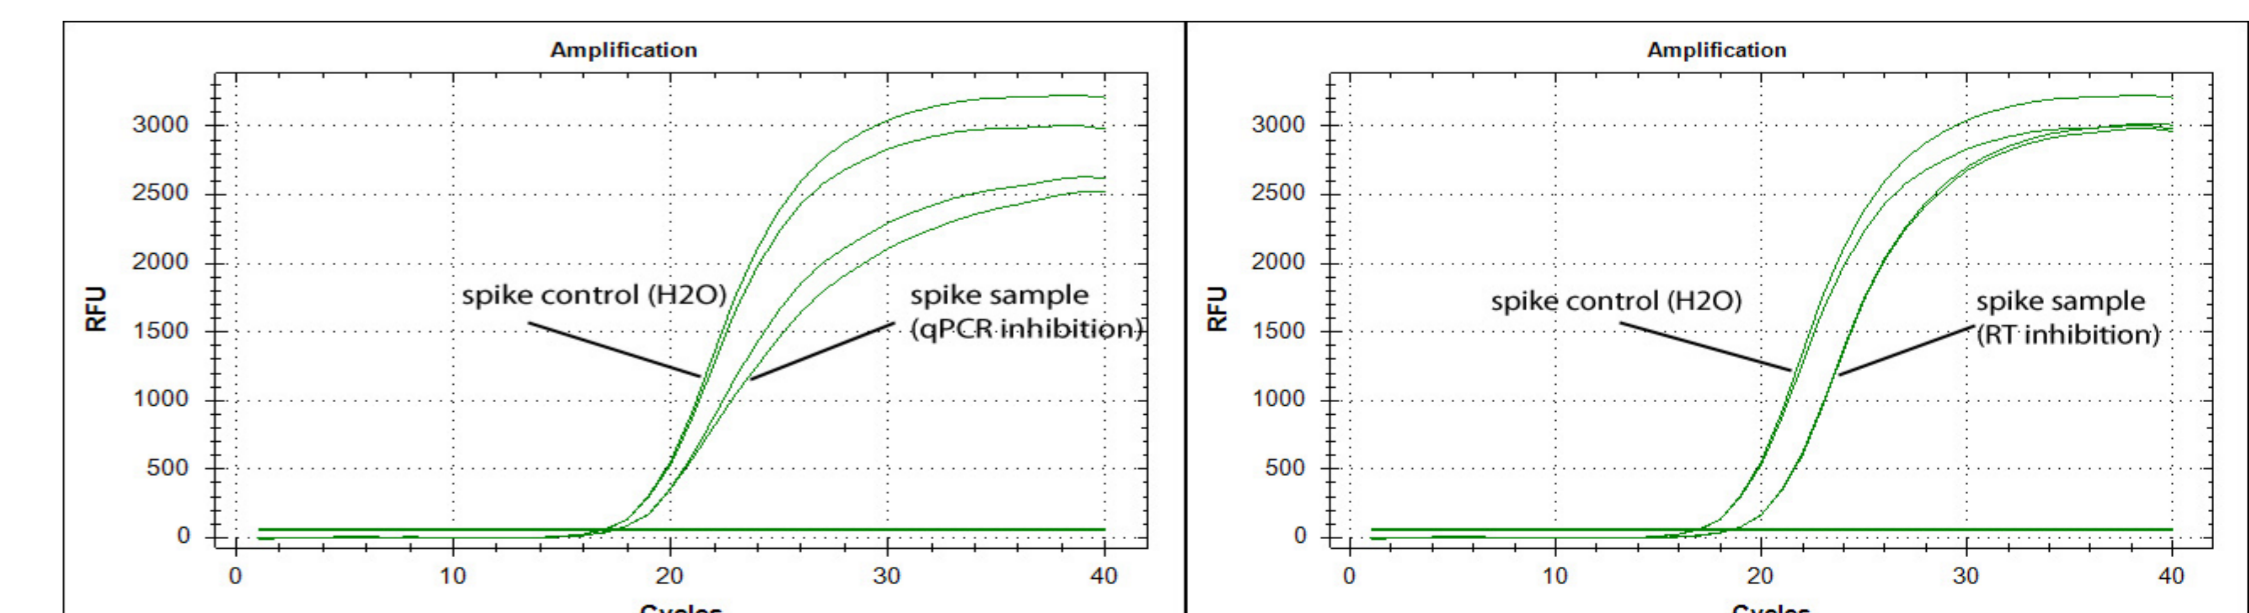 Amplification
3000
2500
2000
1500
1000
500
0
RFU
spike control (H2O)
spike sample
(qPCR inhibition)
0 10 20 30 40
Cycles
Amplification
3000
2500
2000
1500
1000
500
0
RFU
spike control (H2O)
spike sample
(RT inhibition)
0 10 20 30 40
Cycles